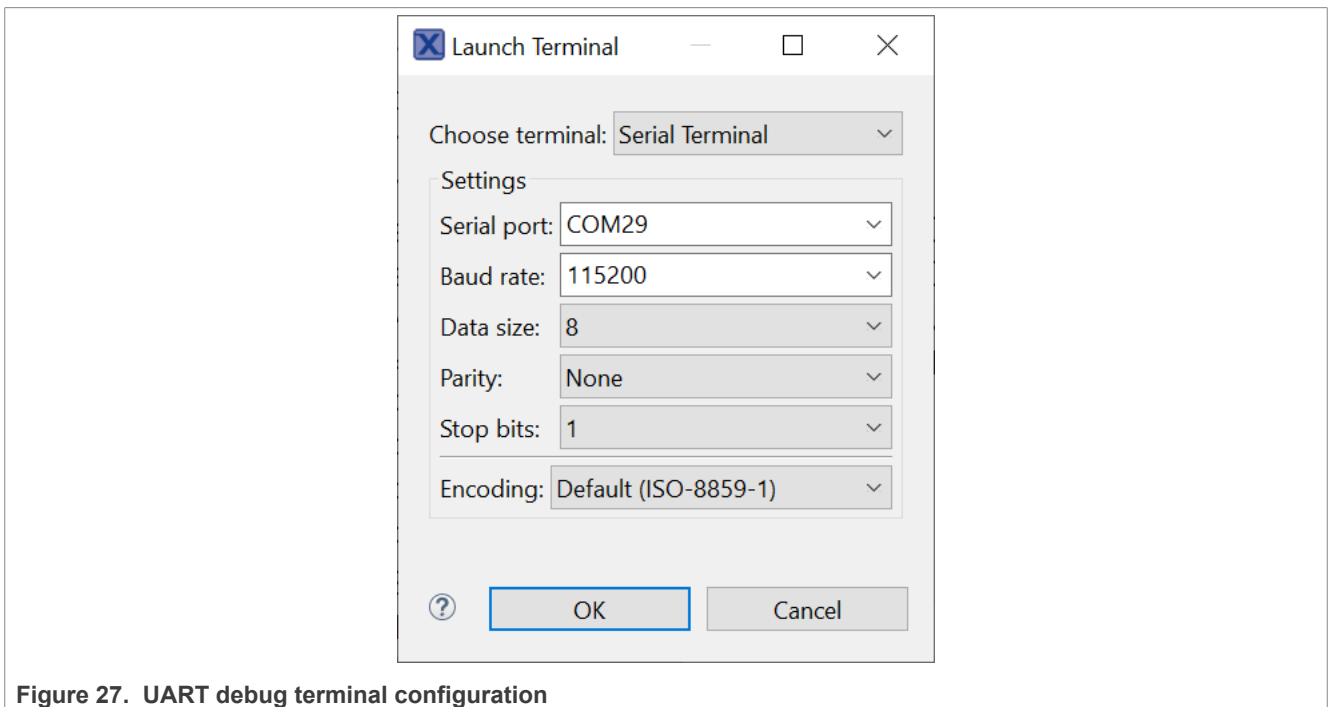 Launch Terminal
Choose terminal: Serial Terminal
Settings
Serial port: COM29
Baud rate: 115200
Data size: 8
Parity: None
Stop bits: 1
Encoding: Default (ISO-8859-1)
? OK Cancel
Figure 27. UART debug terminal configuration